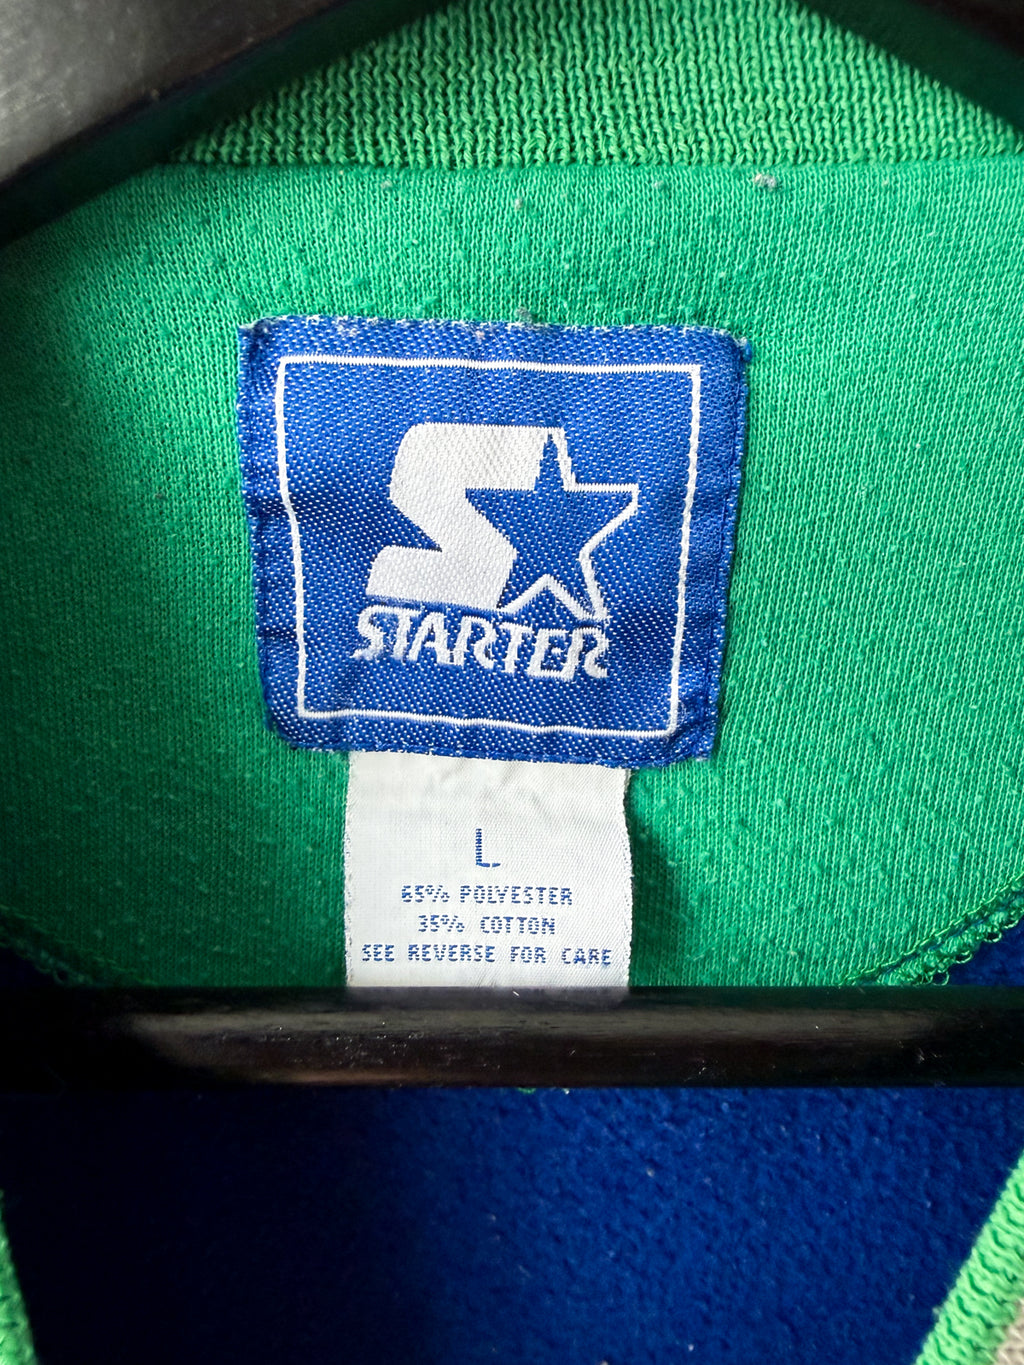 STARTER
L
65% POLYESTER
35% COTTON
SEE REVERSE FOR CARE